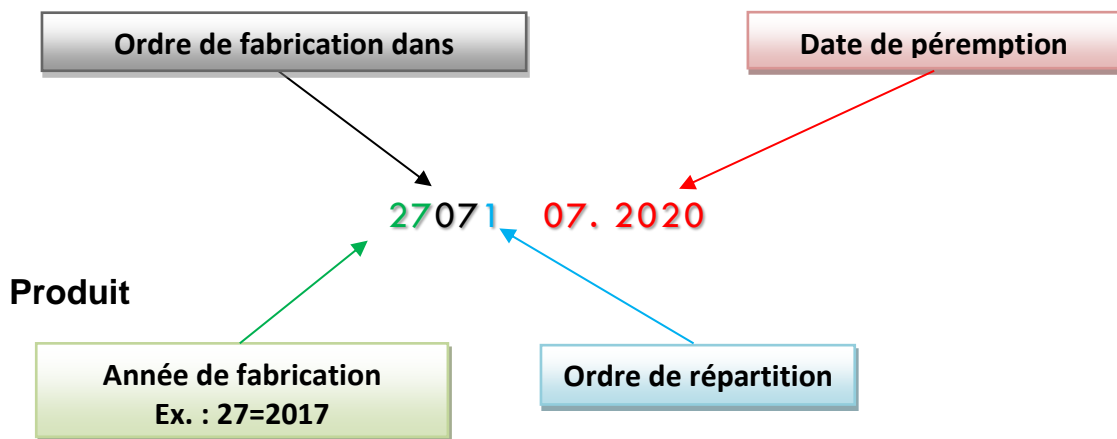 Ordre de fabrication dans
Date de péremption
27071 07. 2020
Produit
Année de fabrication
Ex. : 27=2017
Ordre de répartition